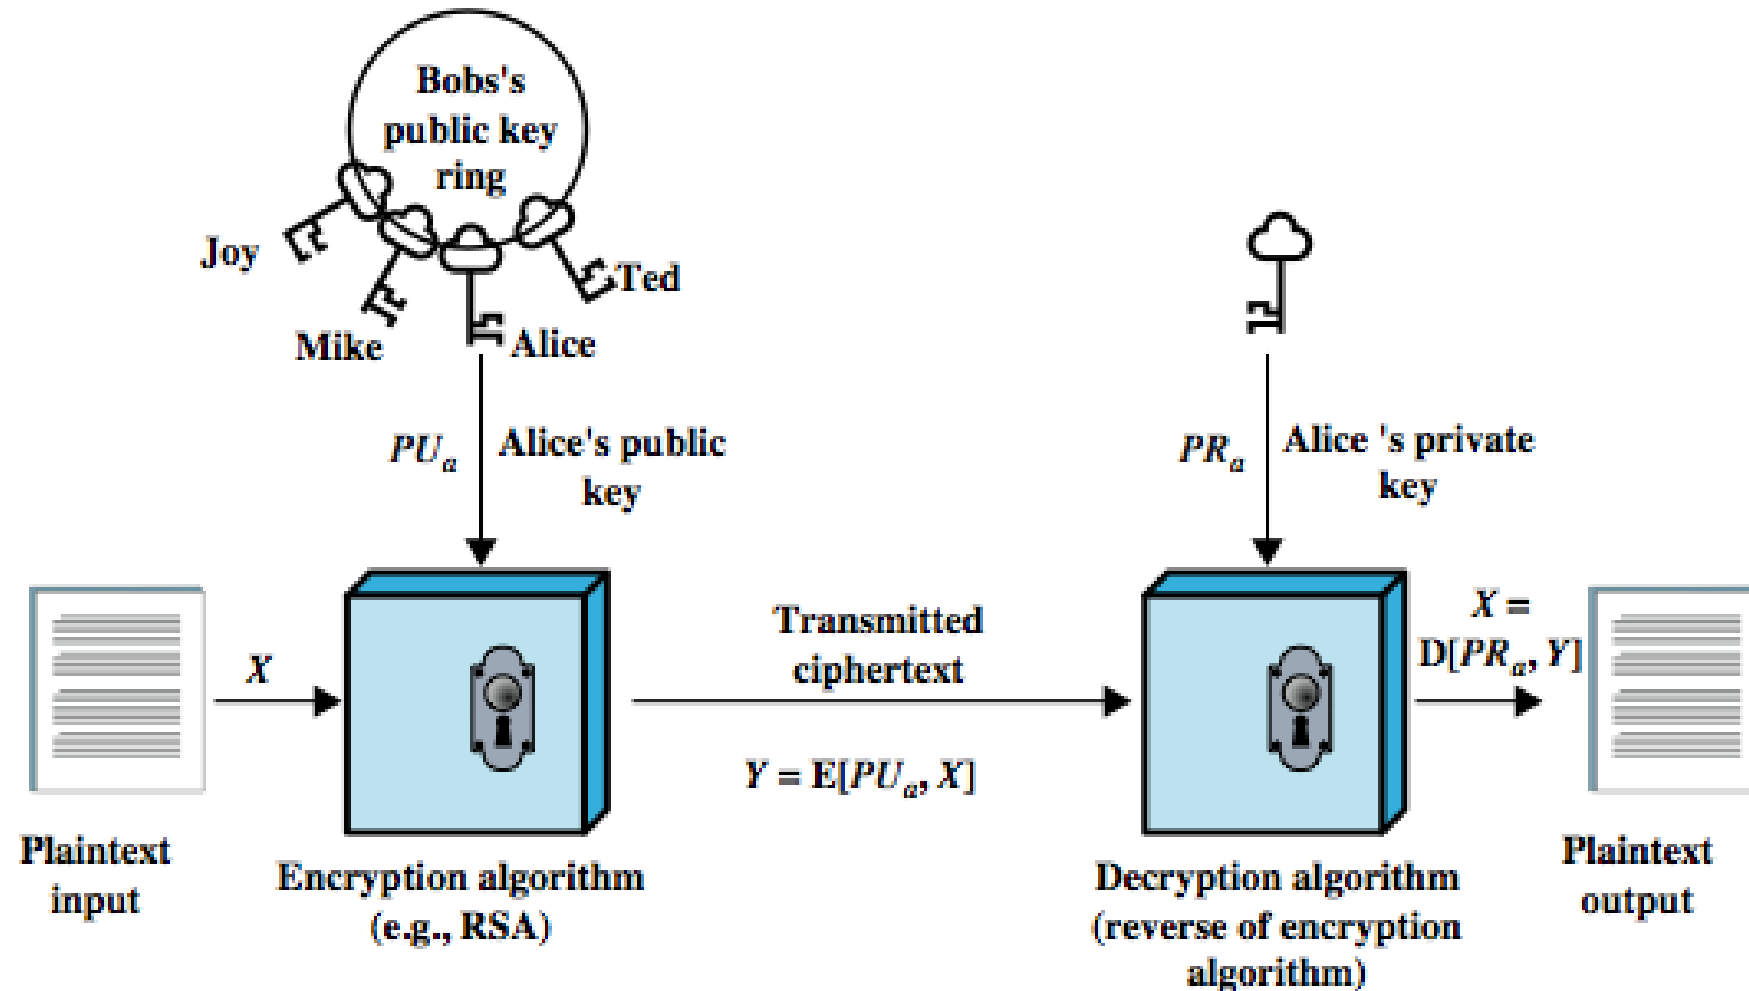 Bobs's
public key
ring
Joy
Ted
Mike
Alice
PUa
Alice's public
key
PRa
Alice 's private
key
X
Transmitted
ciphertext
X =
D[PRa, Y]
Y = E[PUa, X]
Plaintext
input
Encryption algorithm
(e.g., RSA)
Decryption algorithm
(reverse of encryption
algorithm)
Plaintext
output